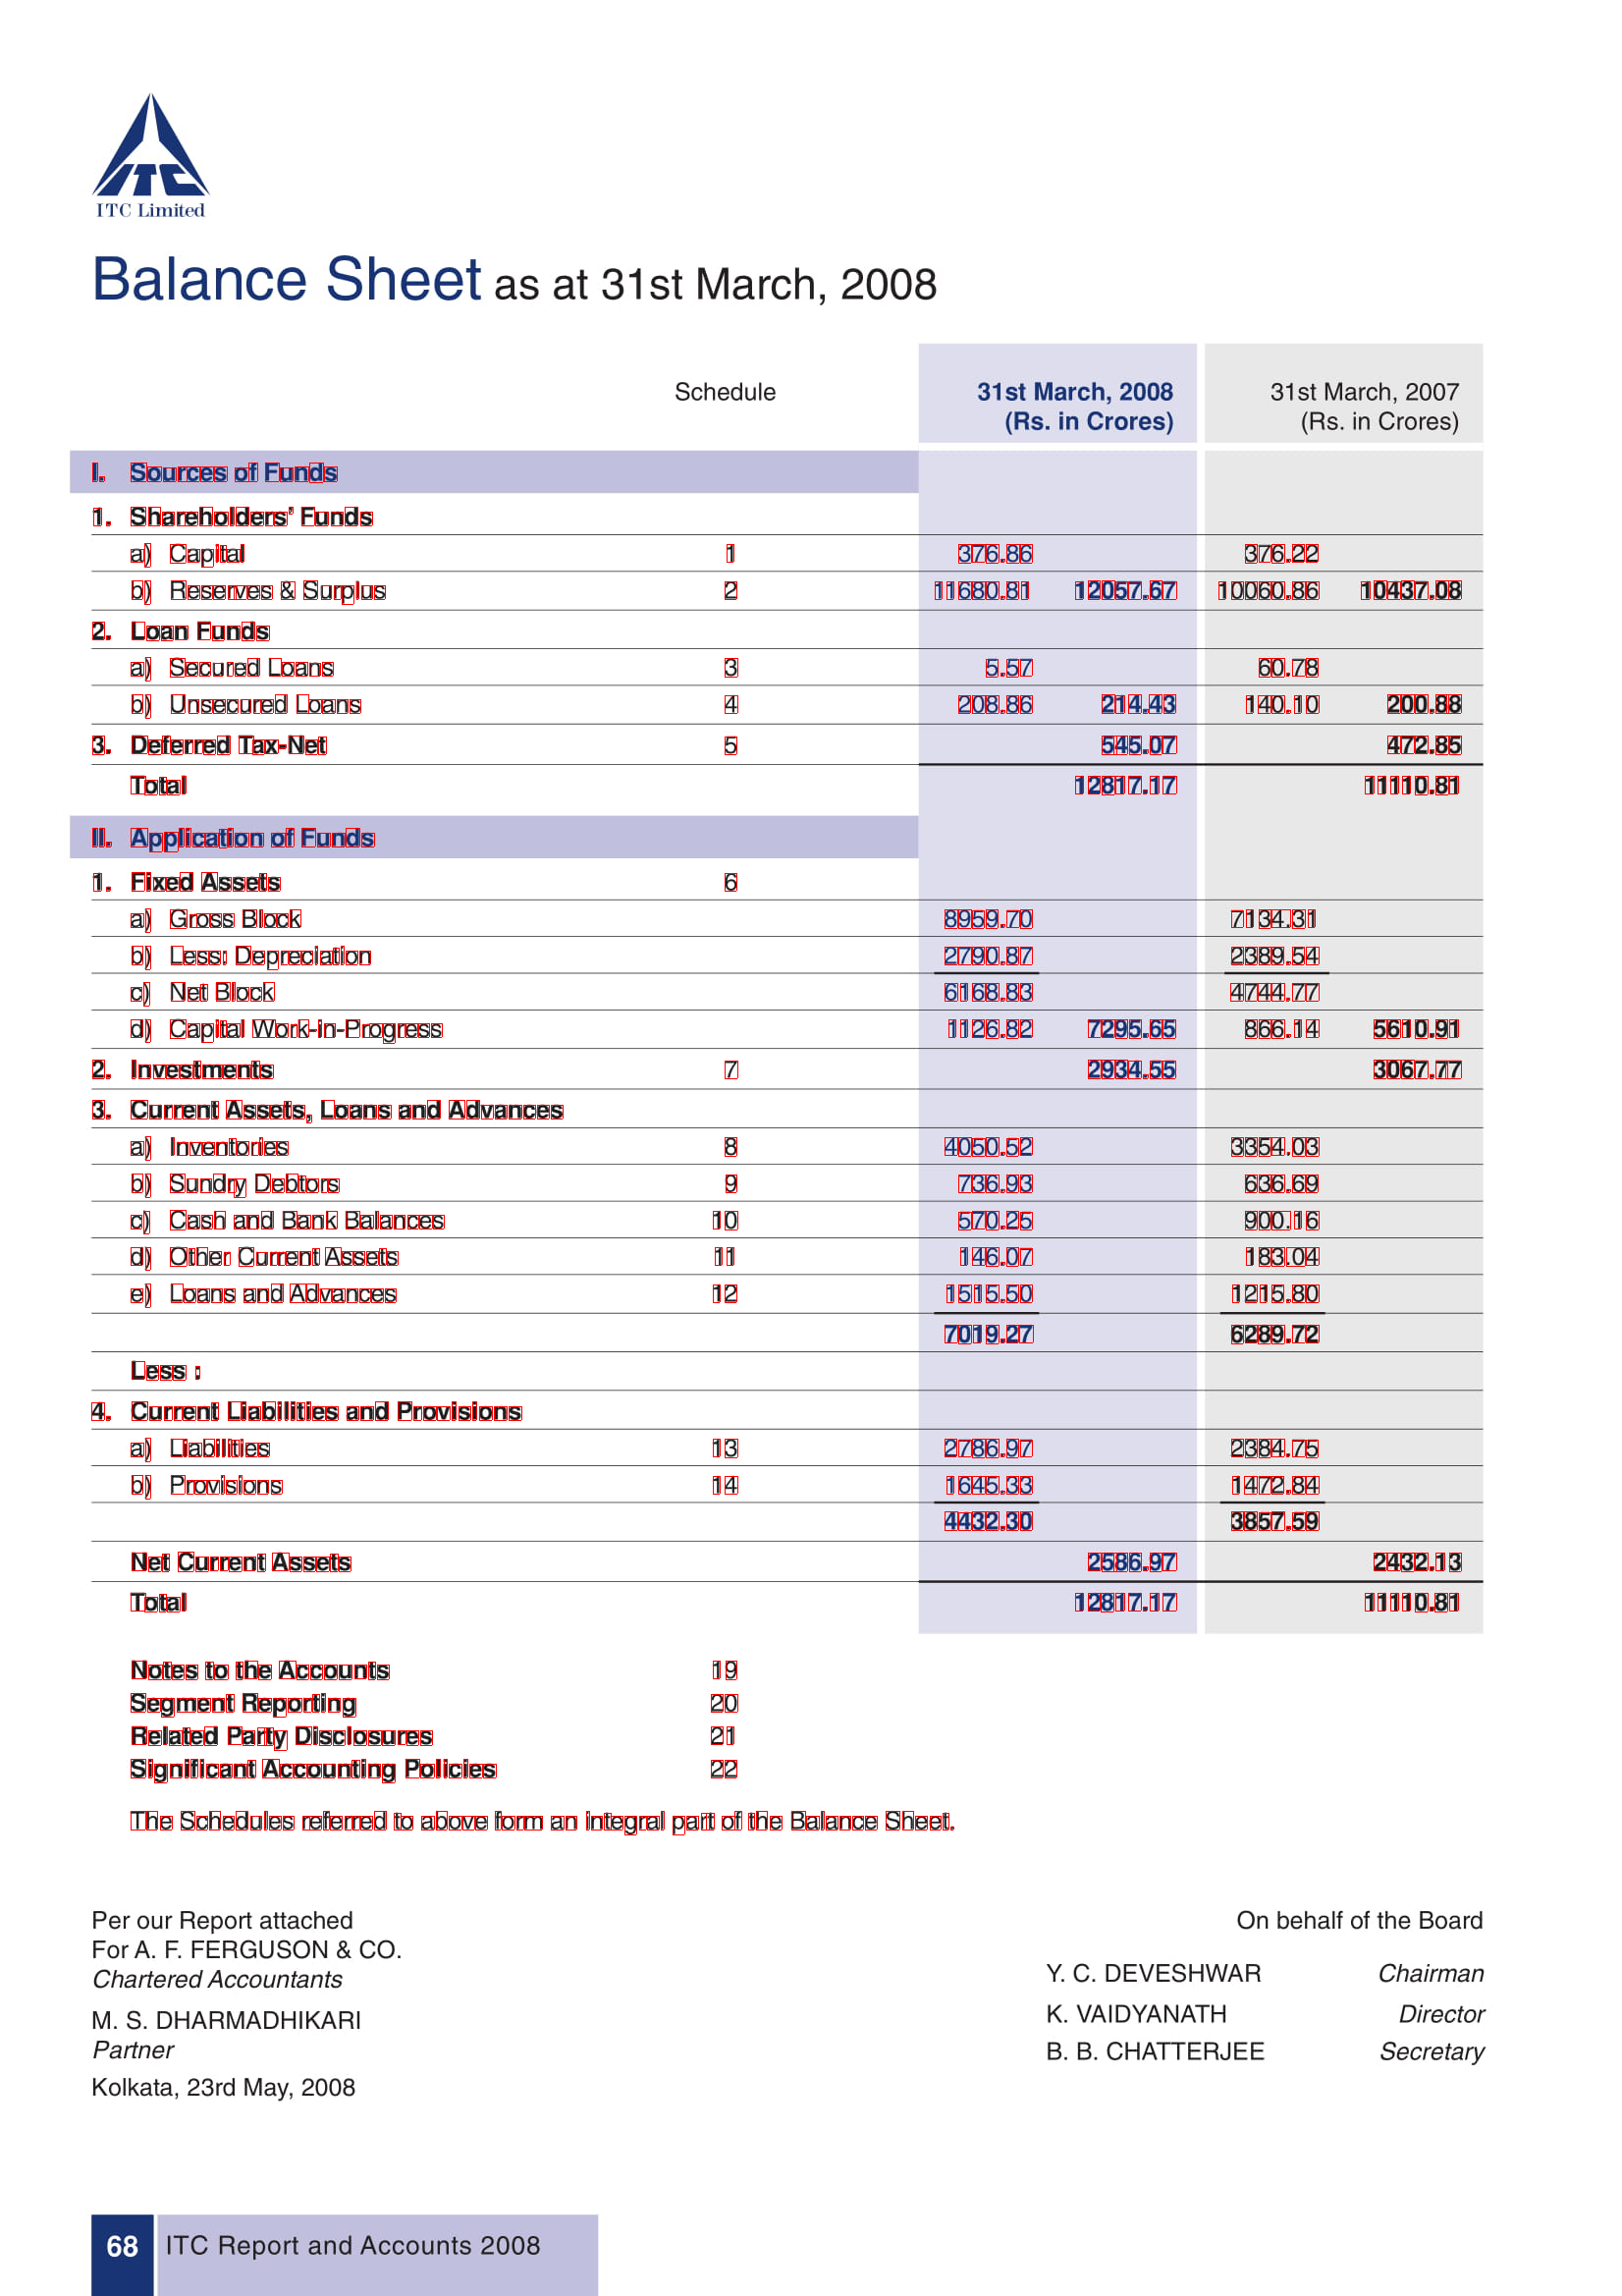 ITC Limited
Balance Sheet as at 31st March, 2008
Schedule 31st March, 2008 31st March, 2007
(Rs. in Crores) (Rs. in Crores)
I. Sources of Funds
1. Shareholders' Funds
a) Capital 1 376.86 376.22
b) Reserves & Surplus 2 11680.81 12057.67 10060.86 10437.08
2. Loan Funds
a) Secured Loans 3 5.57 60.78
b) Unsecured Loans 4 208.86 214.43 140.10 200.88
3. Deferred Tax-Net 5 545.07 472.85
Total 12817.17 11110.81
II. Application of Funds
1. Fixed Assets 6
a) Gross Block 8959.70 7134.31
b) Less: Depreciation 2790.87 2389.54
c) Net Block 6168.83 4744.77
d) Capital Work-in-Progress 1126.82 7295.65 866.14 5610.91
2. Investments 7 2934.55 3067.77
3. Current Assets, Loans and Advances
a) Inventories 8 4050.52 3354.03
b) Sundry Debtors 9 736.93 636.69
c) Cash and Bank Balances 10 570.25 900.16
d) Other Current Assets 11 146.07 183.04
e) Loans and Advances 12 1515.50 1215.80
7019.27 6289.72
Less :
4. Current Liabilities and Provisions
a) Liabilities 13 2786.97 2384.75
b) Provisions 14 1645.33 1472.84
4432.30 3857.59
Net Current Assets 2586.97 2432.13
Total 12817.17 11110.81
Notes to the Accounts 19
Segment Reporting 20
Related Party Disclosures 21
Significant Accounting Policies 22
The Schedules referred to above form an integral part of the Balance Sheet.
Per our Report attached On behalf of the Board
For A. F. FERGUSON & CO.
Chartered Accountants Y. C. DEVESHWAR Chairman
M. S. DHARMADHIKARI K. VAIDYANATH Director
Partner B. B. CHATTERJEE Secretary
Kolkata, 23rd May, 2008
68 ITC Report and Accounts 2008